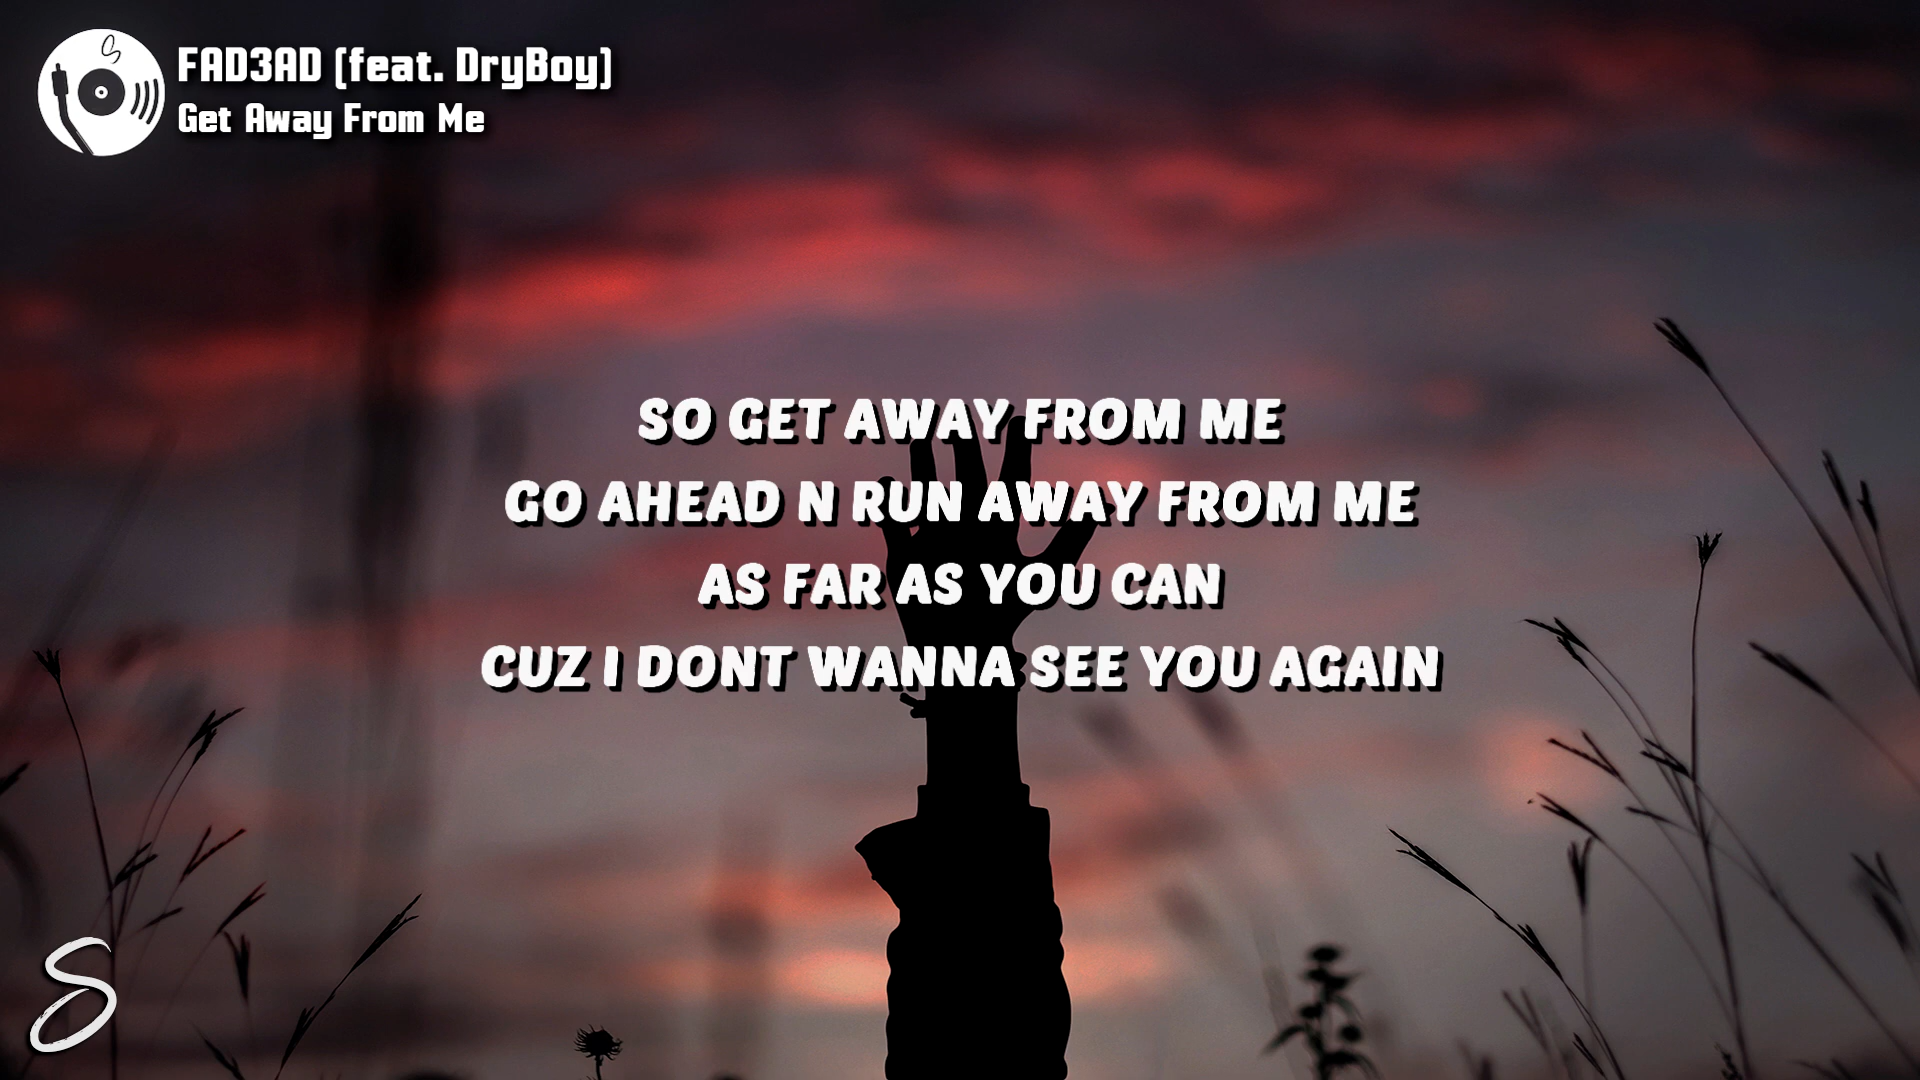 FAD3AD (feat. DryBoy)
Get Away From Me
SO GET AWAY FROM ME
GO AHEAD N RUN AWAY FROM ME
AS FAR AS YOU CAN
CUZ I DONT WANNA SEE YOU AGAIN
S